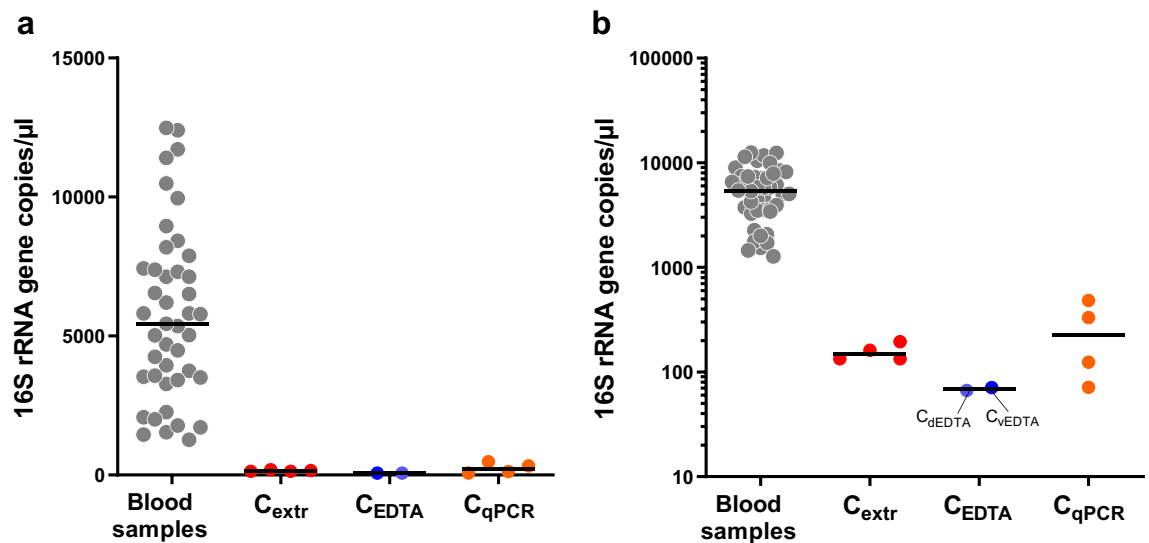 a
16S rRNA gene copies/µl
15000
10000
5000
0
Blood
samples
Cextr
CEDTA
CqPCR
b
16S rRNA gene copies/µl
100000
10000
1000
100
10
CdEDTA
CvEDTA
Blood
samples
Cextr
CEDTA
CqPCR